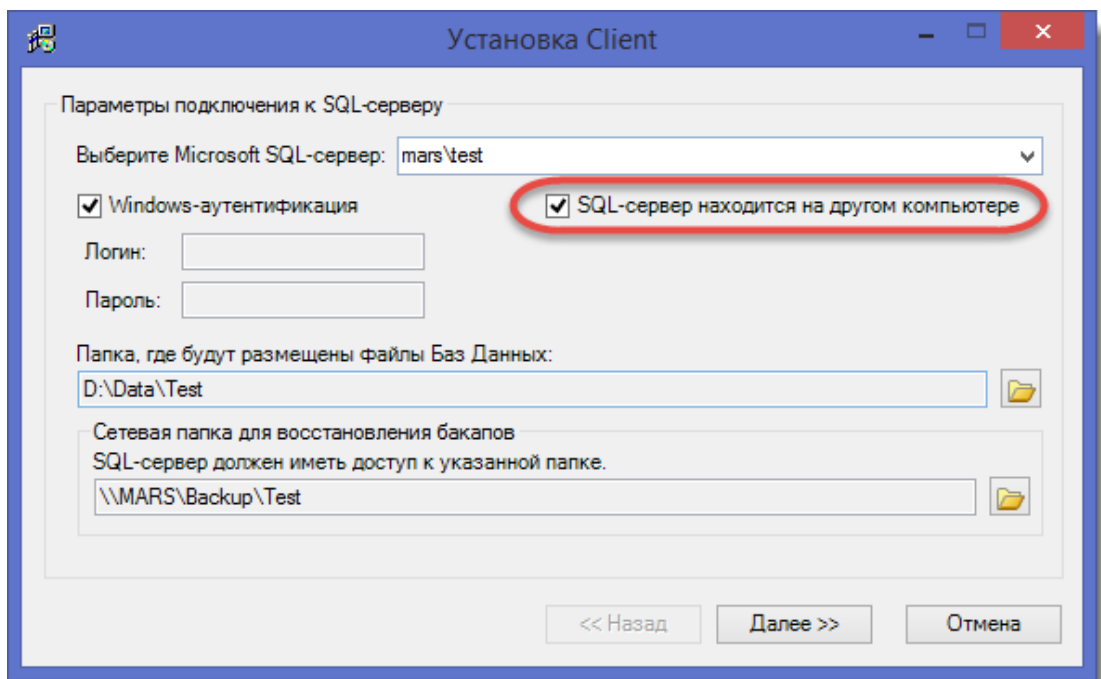 Установка Client
Параметры подключения к SQL-серверу
Выберите Microsoft SQL-сервер: mars\test
Windows-аутентификация SQL-сервер находится на другом компьютере
Логин:
Пароль:
Папка, где будут размещены файлы Баз Данных:
D:\Data\Test
Сетевая папка для восстановления бакапов
SQL-сервер должен иметь доступ к указанной папке.
\\MARS\Backup\Test
<< Назад Далее >> Отмена